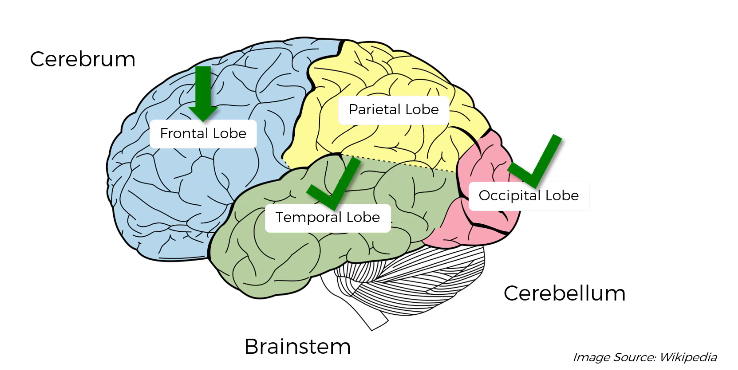 Cerebrum
Parietal Lobe
Frontal Lobe
Occipital Lobe
Temporal Lobe
Cerebellum
Brainstem
Image Source: Wikipedia